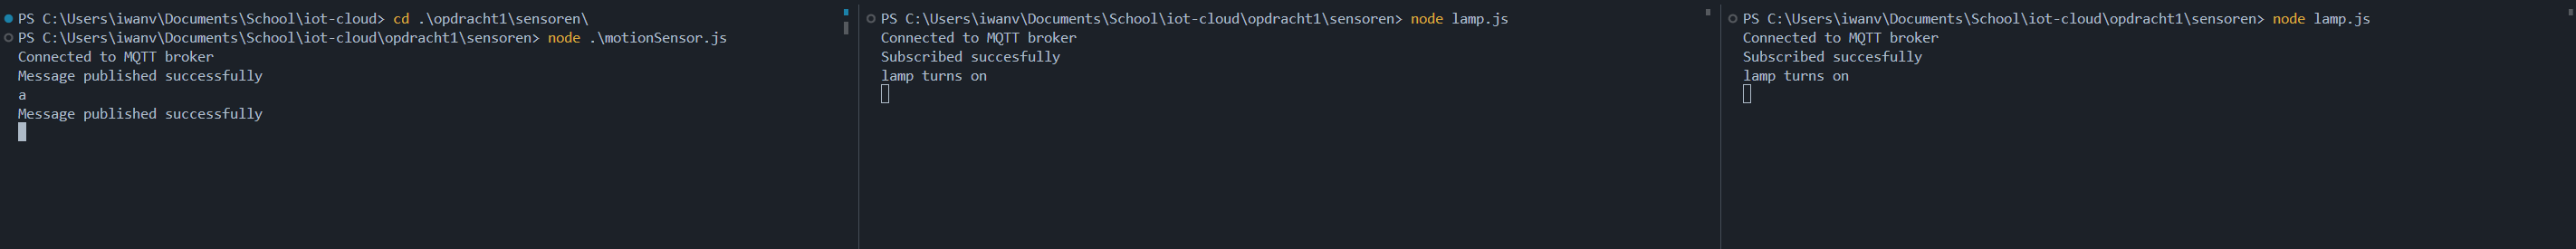 PS C:\Users\iwanv\Documents\School\iot-cloud> cd .\opdracht1\sensoren\
PS C:\Users\iwanv\Documents\School\iot-cloud\opdracht1\sensoren> node .\motionSensor.js
Connected to MQTT broker
Message published successfully
a
Message published successfully
PS C:\Users\iwanv\Documents\School\iot-cloud\opdracht1\sensoren> node lamp.js
Connected to MQTT broker
Subscribed succesfully
lamp turns on
PS C:\Users\iwanv\Documents\School\iot-cloud\opdracht1\sensoren> node lamp.js
Connected to MQTT broker
Subscribed succesfully
lamp turns on